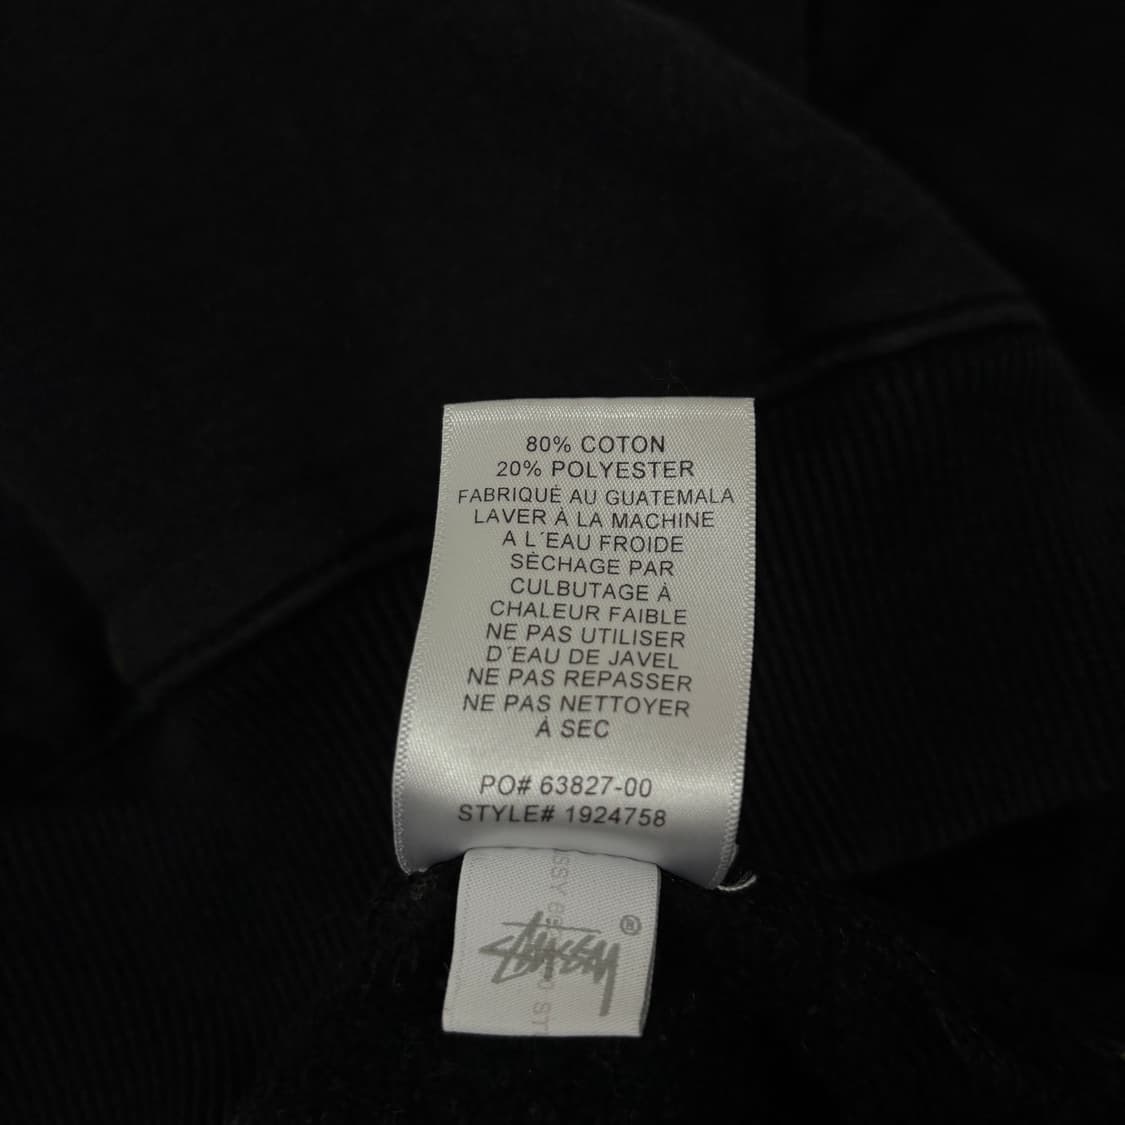 80% COTON
20% POLYESTER
FABRIQUÉ AU GUATEMALA
LAVER À LA MACHINE
A L´EAU FROIDE
SÈCHAGE PAR
CULBUTAGE À
CHALEUR FAIBLE
NE PAS UTILISER
D´EAU DE JAVEL
NE PAS REPASSER
NE PAS NETTOYER
À SEC
PO# 63827-00
STYLE# 1924758
STUSSY ®